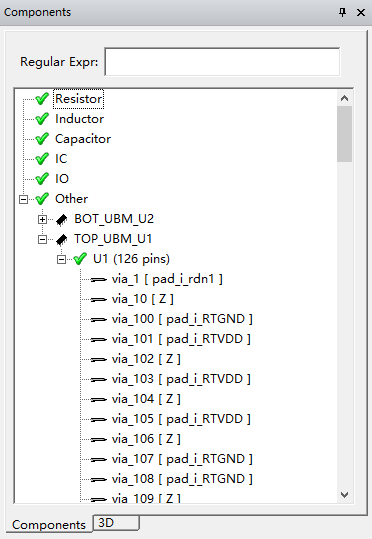 Components
Regular Expr:
Resistor
Inductor
Capacitor
IC
IO
Other
BOT_UBM_U2
TOP_UBM_U1
U1 (126 pins)
via_1 [ pad_i_rdn1 ]
via_10 [ Z ]
via_100 [ pad_i_RTGND ]
via_101 [ pad_i_RTVDD ]
via_102 [ Z ]
via_103 [ pad_i_RTVDD ]
via_104 [ Z ]
via_105 [ pad_i_RTVDD ]
via_106 [ Z ]
via_107 [ pad_i_RTGND ]
via_108 [ pad_i_RTGND ]
via_109 [ Z ]
Components 3D